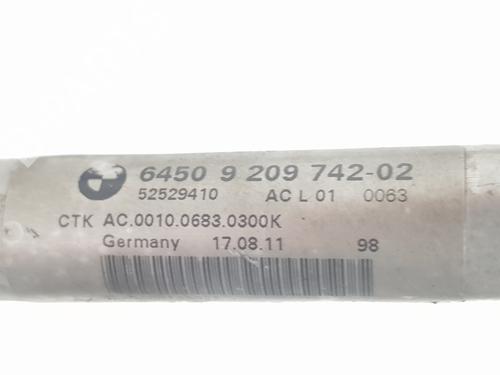 6450 9 209 742-02
52529410 AC L 01 0063
CTK AC.0010.0683.0300K
Germany 17.08.11 98